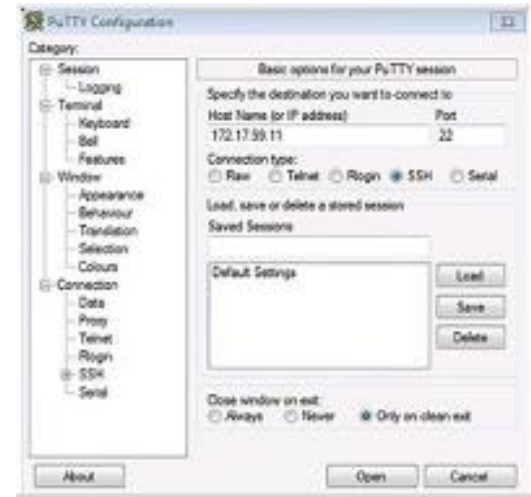 PuTTY Configuration
Category:
Session
Logging
Terminal
Keyboard
Bell
Features
Window
Appearance
Behaviour
Translation
Selection
Colours
Connection
Data
Proxy
Telnet
Rlogin
SSH
Serial
Basic options for your PuTTY session
Specify the destination you want to connect to
Host Name (or IP address) Port
172.17.99.11 22
Connection type:
Raw Telnet Rlogin SSH Serial
Load, save or delete a stored session
Saved Sessions
Default Settings
Load
Save
Delete
Close window on exit:
Always Never Only on clean exit
About Open Cancel